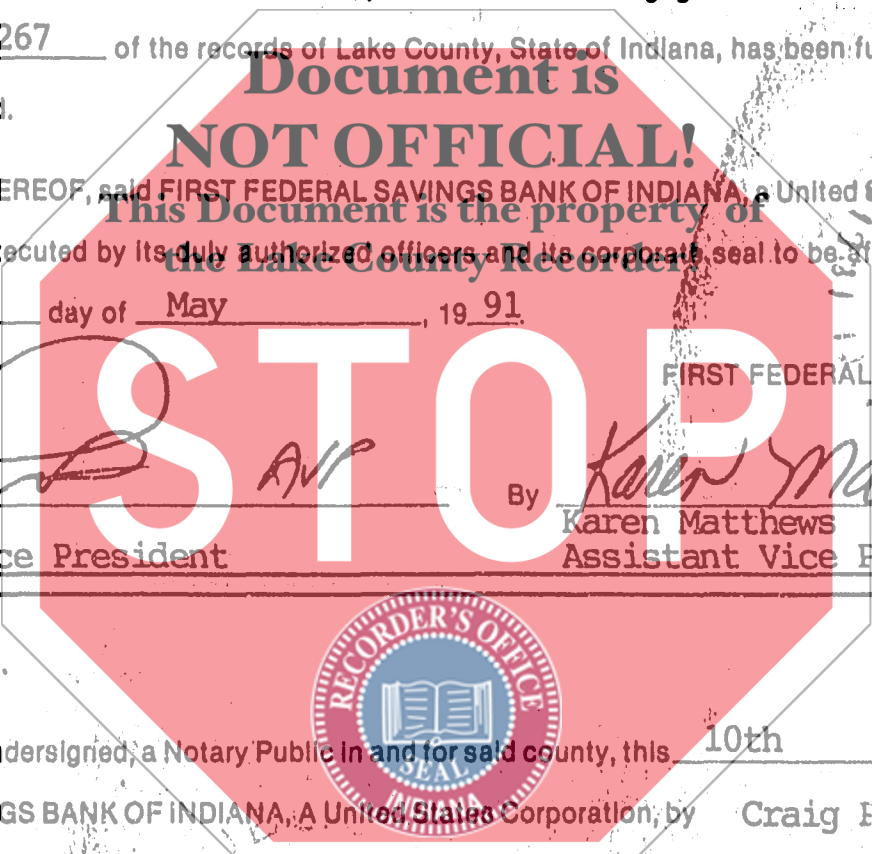 267 of the records of Lake County, State of Indiana, has been fu
Document is
NOT OFFICIAL!
d.
EREOF, said FIRST FEDERAL SAVINGS BANK OF INDIANA, a United S
This Document is the property of
ecuted by its duly authorized officers and its corporate seal to be af
the Lake County Recorder!
day of May, 19 91.
STOP
FIRST FEDERAL
AVP By Karen Ma
Karen Matthews
ce President Assistant Vice P
RECORDER'S OFFICE
ndersigned, a Notary Public in and for said county, this 10th
SEAL
INDIANA
GS BANK OF INDIANA, A United States Corporation, by Craig P